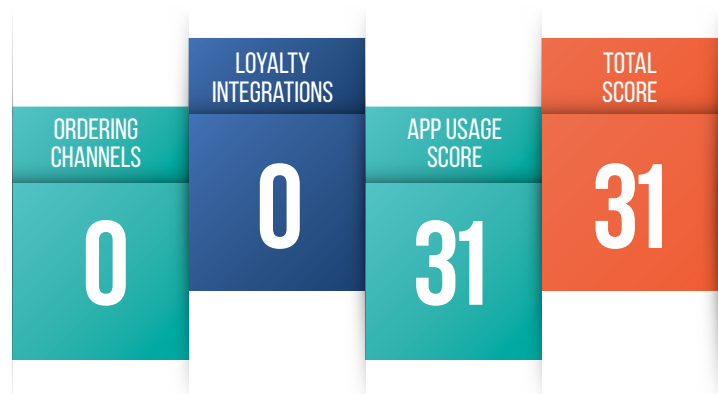 ORDERING
CHANNELS
0
LOYALTY
INTEGRATIONS
0
APP USAGE
SCORE
31
TOTAL
SCORE
31